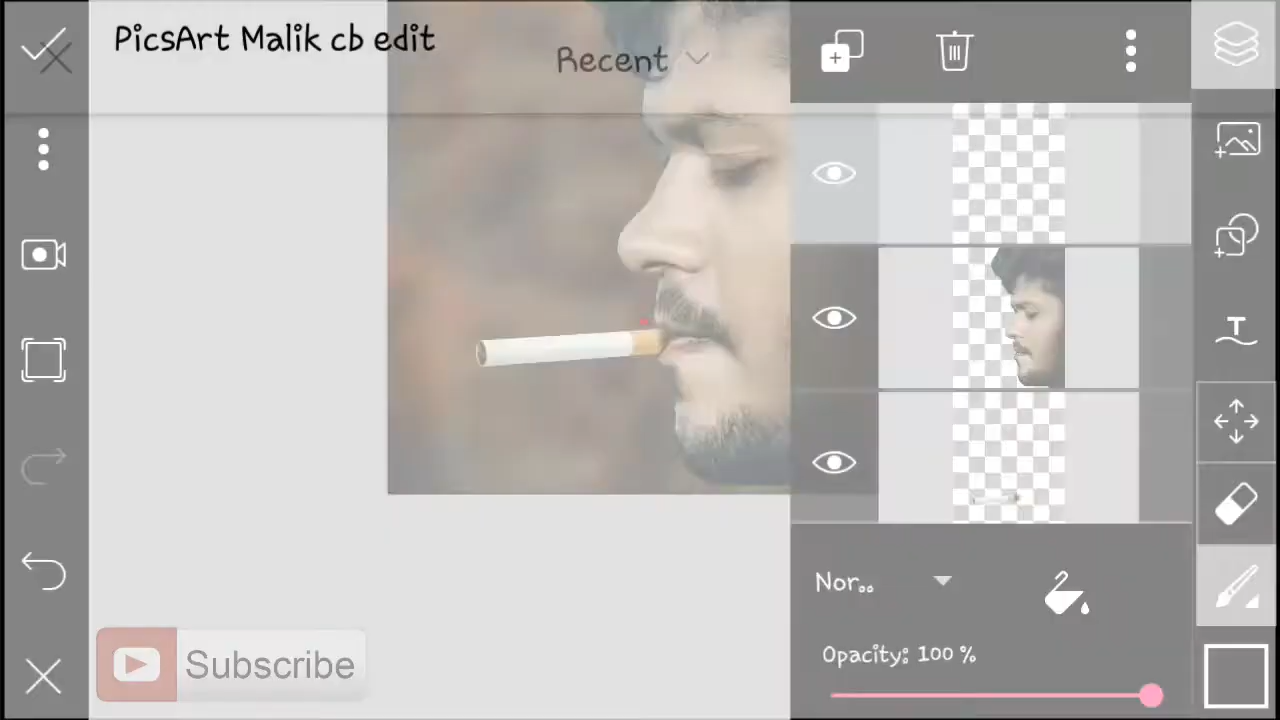 PicsArt Malik cb edit
Recent
Nor..
Opacity: 100 %
Subscribe